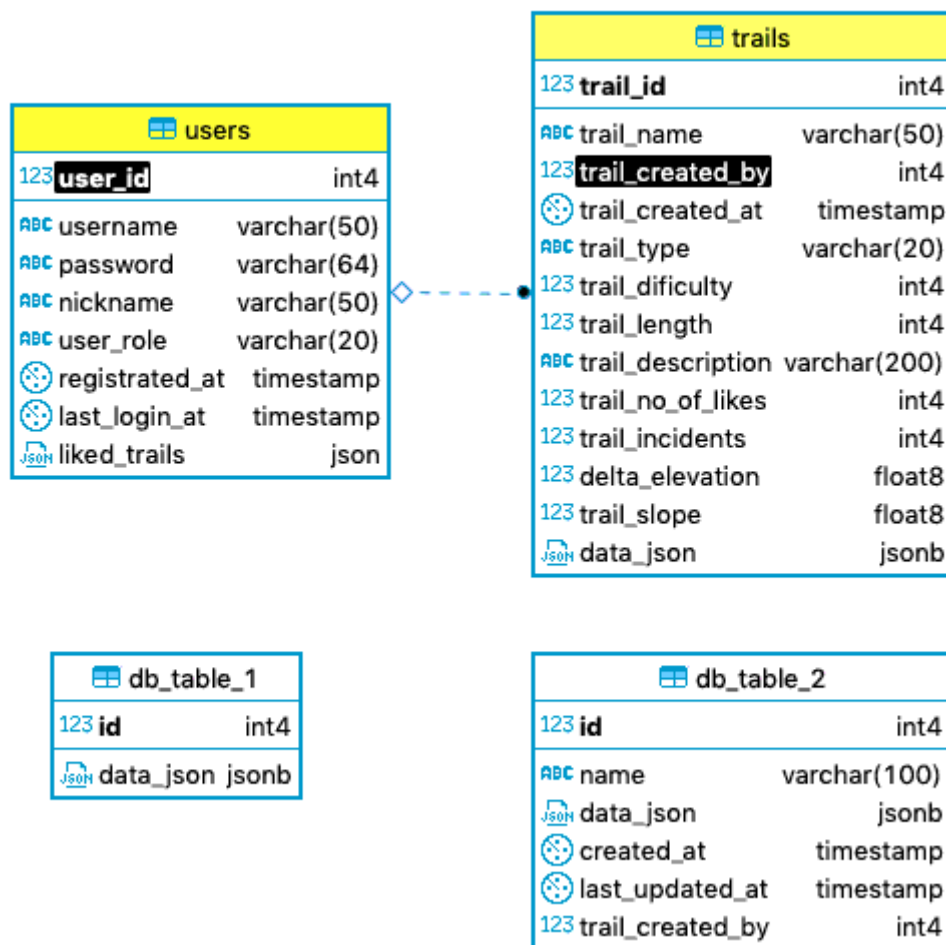 users
123 user_id int4
ABC username varchar(50)
ABC password varchar(64)
ABC nickname varchar(50)
ABC user_role varchar(20)
registrated_at timestamp
last_login_at timestamp
JSON liked_trails json
trails
123 trail_id int4
ABC trail_name varchar(50)
123 trail_created_by int4
trail_created_at timestamp
ABC trail_type varchar(20)
123 trail_dificulty int4
123 trail_length int4
ABC trail_description varchar(200)
123 trail_no_of_likes int4
123 trail_incidents int4
123 delta_elevation float8
123 trail_slope float8
JSON data_json jsonb
db_table_1
123 id int4
JSON data_json jsonb
db_table_2
123 id int4
ABC name varchar(100)
JSON data_json jsonb
created_at timestamp
last_updated_at timestamp
123 trail_created_by int4